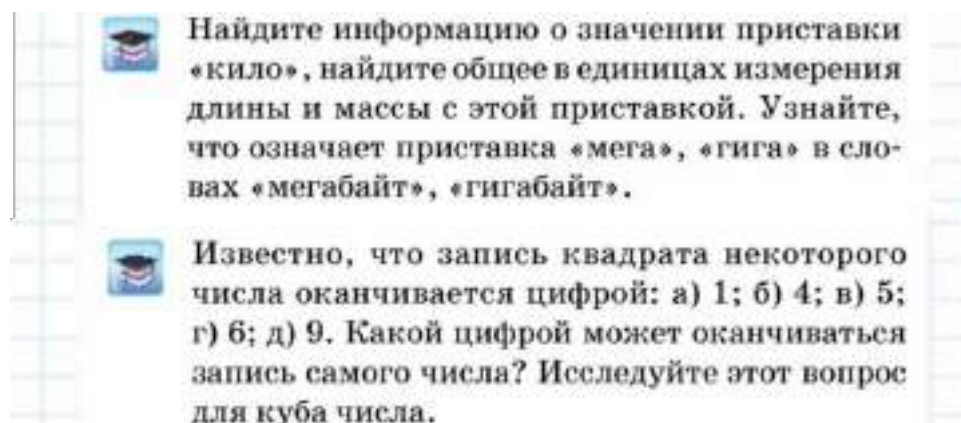 Найдите информацию о значении приставки
«кило», найдите общее в единицах измерения
длины и массы с этой приставкой. Узнайте,
что означает приставка «мега», «гига» в сло-
вах «мегабайт», «гигабайт».
Известно, что запись квадрата некоторого
числа оканчивается цифрой: а) 1; б) 4; в) 5;
г) 6; д) 9. Какой цифрой может оканчиваться
запись самого числа? Исследуйте этот вопрос
для куба числа.